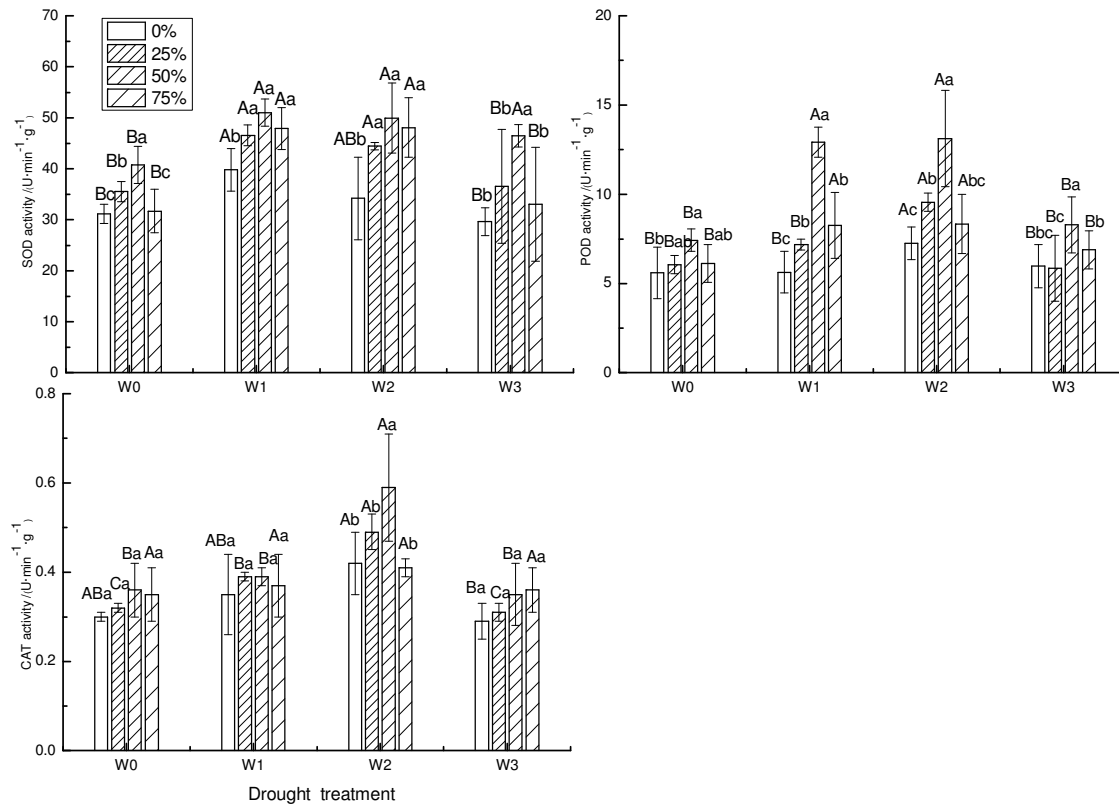 70
60
50
40
30
20
10
0
SOD activity /(U·min⁻¹·g⁻¹)
0%
25%
50%
75%
Bc Bb Ba Bc
Ab Aa Aa Aa
ABb Aa Aa Aa
Bb Bb Aa Bb
W0 W1 W2 W3
20
15
10
5
0
POD activity /(U·min⁻¹·g⁻¹)
Bb Bab Ba Bab
Bc Bb Aa Ab
Ac Ab Aa Abc
Bbc Bc Ba Bb
W0 W1 W2 W3
0.8
0.6
0.4
0.2
0.0
CAT activity /(U·min⁻¹·g⁻¹)
ABa Ca Ba Aa
ABa Ba Ba Aa
Ab Ab Aa Ab
Ba Ca Ba Aa
W0 W1 W2 W3
Drought treatment